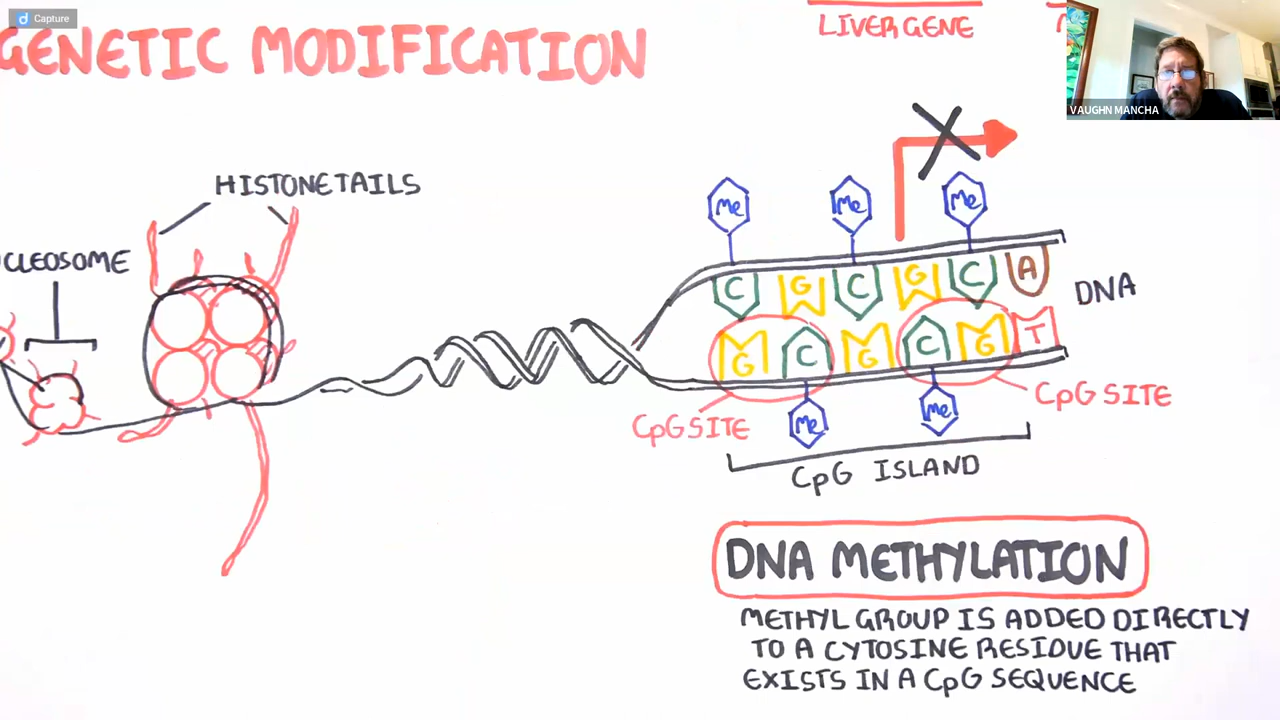 Capture
GENETIC MODIFICATION
LIVER GENE
VAUGHN MANCHA
HISTONE TAILS
CLEOSOME
Me
Me
Me
C
G
C
G
C
A
DNA
G
C
G
C
G
T
CpG SITE
CpG SITE
Me
Me
CpG ISLAND
DNA METHYLATION
METHYL GROUP IS ADDED DIRECTLY
TO A CYTOSINE RESIDUE THAT
EXISTS IN A CpG SEQUENCE